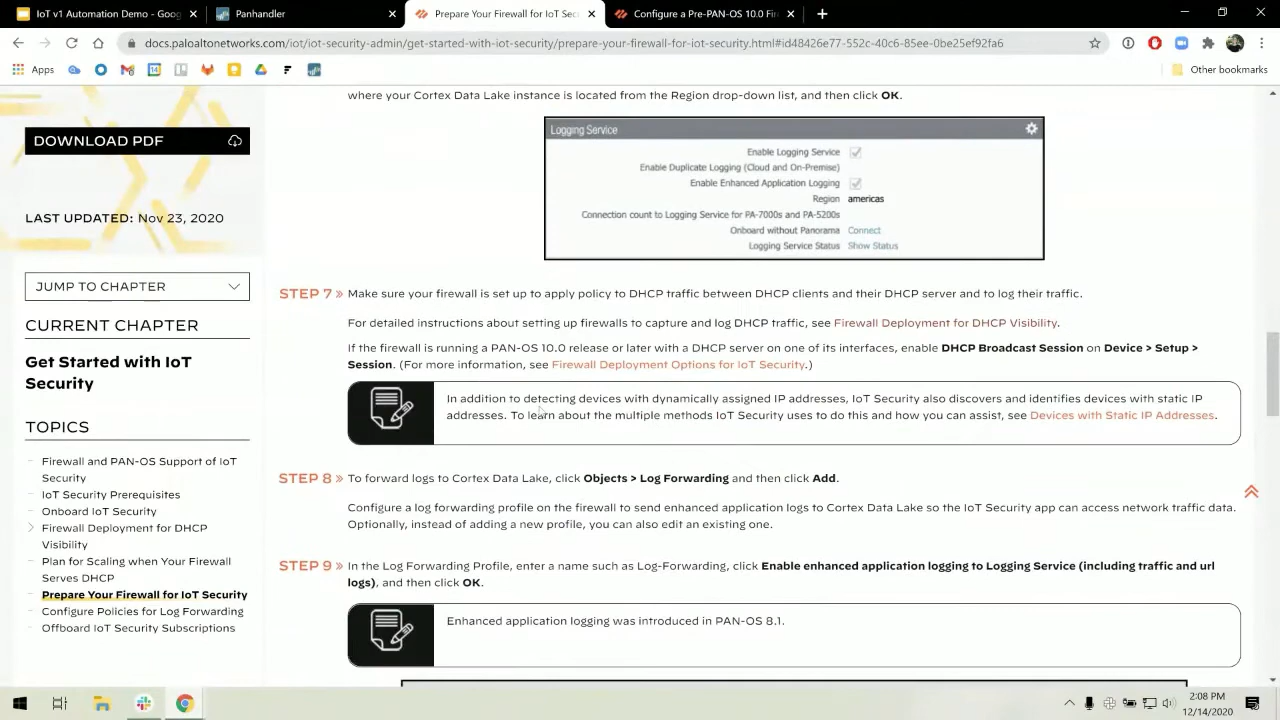 IoT v1 Automation Demo - Goog
Panhandler
Prepare Your Firewall for IoT Sec
Configure a Pre-PAN-OS 10.0 Fir
docs.paloaltonetworks.com/iot/iot-security-admin/get-started-with-iot-security/prepare-your-firewall-for-iot-security.html#id48426e77-552c-40c6-85ee-0be25ef92fa6
Apps
Other bookmarks
DOWNLOAD PDF
LAST UPDATED: Nov 23, 2020
JUMP TO CHAPTER
CURRENT CHAPTER
Get Started with IoT
Security
TOPICS
Firewall and PAN-OS Support of IoT
Security
IoT Security Prerequisites
Onboard IoT Security
Firewall Deployment for DHCP
Visibility
Plan for Scaling when Your Firewall
Serves DHCP
Prepare Your Firewall for IoT Security
Configure Policies for Log Forwarding
Offboard IoT Security Subscriptions
where your Cortex Data Lake instance is located from the Region drop-down list, and then click OK.
Logging Service
Enable Logging Service
Enable Duplicate Logging (Cloud and On-Premise)
Enable Enhanced Application Logging
Region americas
Connection count to Logging Service for PA-7000s and PA-5200s
Onboard without Panorama Connect
Logging Service Status Show Status
STEP 7 » Make sure your firewall is set up to apply policy to DHCP traffic between DHCP clients and their DHCP server and to log their traffic.
For detailed instructions about setting up firewalls to capture and log DHCP traffic, see Firewall Deployment for DHCP Visibility.
If the firewall is running a PAN-OS 10.0 release or later with a DHCP server on one of its interfaces, enable DHCP Broadcast Session on Device > Setup >
Session. (For more information, see Firewall Deployment Options for IoT Security.)
In addition to detecting devices with dynamically assigned IP addresses, IoT Security also discovers and identifies devices with static IP
addresses. To learn about the multiple methods IoT Security uses to do this and how you can assist, see Devices with Static IP Addresses.
STEP 8 » To forward logs to Cortex Data Lake, click Objects > Log Forwarding and then click Add.
Configure a log forwarding profile on the firewall to send enhanced application logs to Cortex Data Lake so the IoT Security app can access network traffic data.
Optionally, instead of adding a new profile, you can also edit an existing one.
STEP 9 » In the Log Forwarding Profile, enter a name such as Log-Forwarding, click Enable enhanced application logging to Logging Service (including traffic and url
logs), and then click OK.
Enhanced application logging was introduced in PAN-OS 8.1.
2:08 PM
12/14/2020